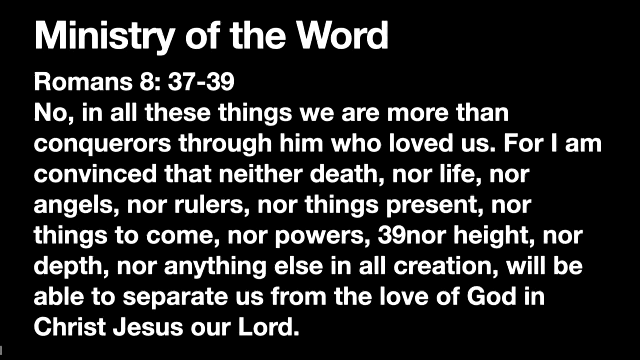 Ministry of the Word
Romans 8: 37-39
No, in all these things we are more than
conquerors through him who loved us. For I am
convinced that neither death, nor life, nor
angels, nor rulers, nor things present, nor
things to come, nor powers, 39nor height, nor
depth, nor anything else in all creation, will be
able to separate us from the love of God in
Christ Jesus our Lord.